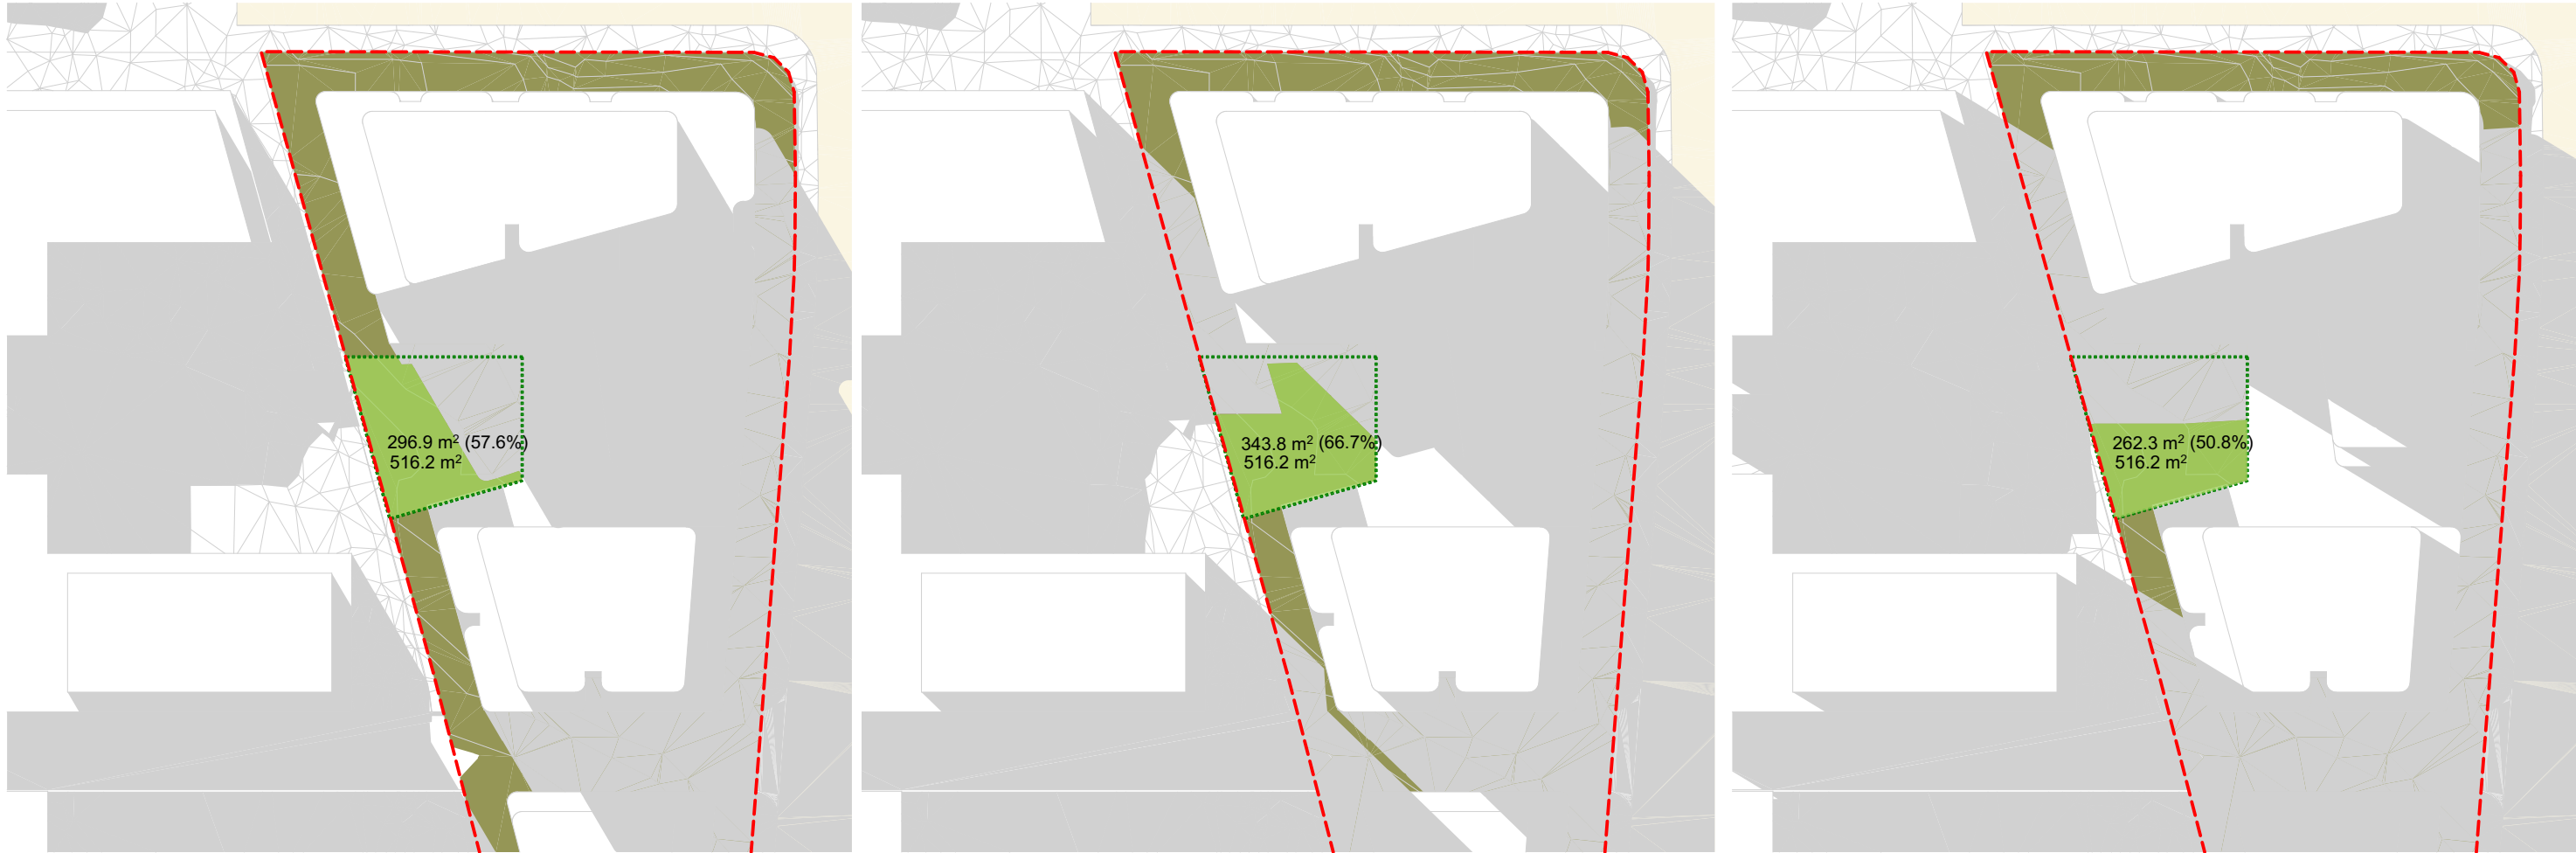 296.9 m² (57.6%)
516.2 m²
343.8 m² (66.7%)
516.2 m²
262.3 m² (50.8%)
516.2 m²